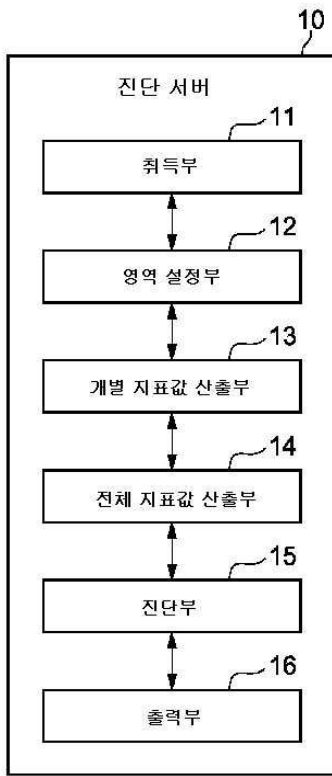 10
진단 서버
11
취득부
12
영역 설정부
13
개별 지표값 산출부
14
전체 지표값 산출부
15
진단부
16
출력부